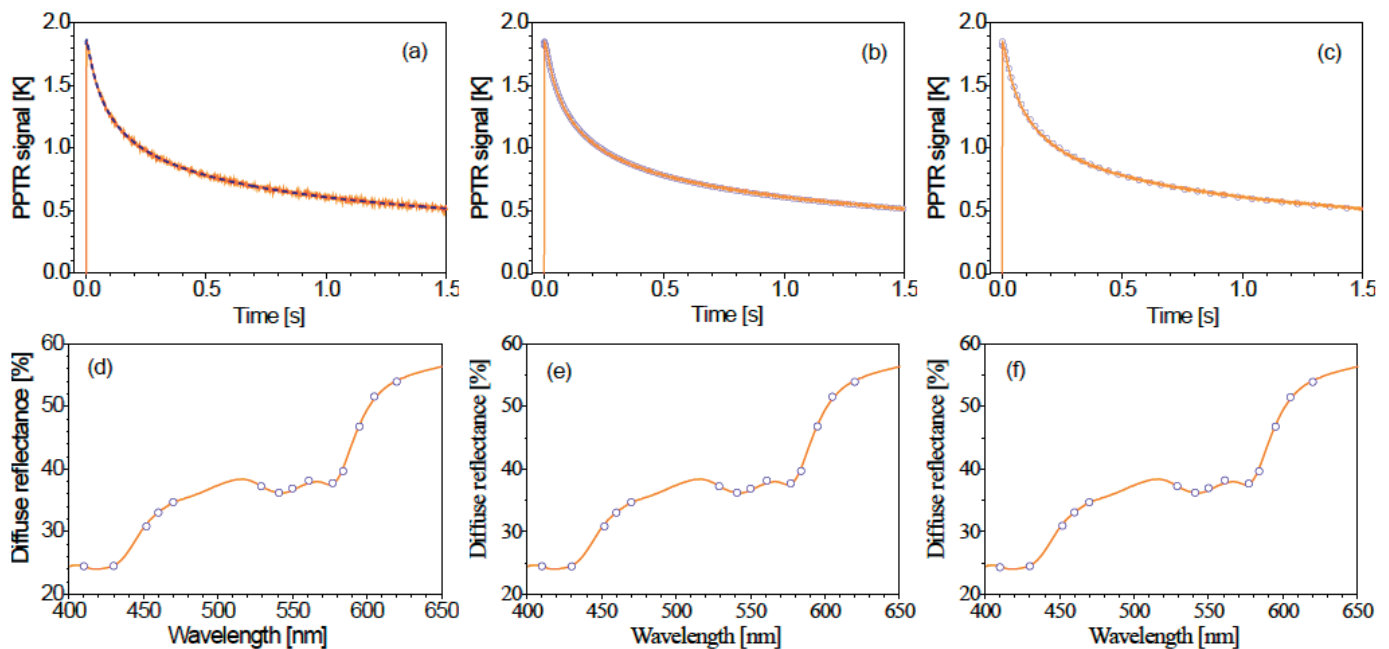 2.0 2.0 2.0
(a) (b) (c)
PPTR signal [K] PPTR signal [K] PPTR signal [K]
1.5 1.5 1.5
1.0 1.0 1.0
0.5 0.5 0.5
0.0 0.0 0.0
0.0 0.5 1.0 1.5 0.0 0.5 1.0 1.5 0.0 0.5 1.0 1.5
Time [s] Time [s] Time [s]
60 60 60
(d) (e) (f)
Diffuse reflectance [%] Diffuse reflectance [%] Diffuse reflectance [%]
50 50 50
40 40 40
30 30 30
20 20 20
400 450 500 550 600 650 400 450 500 550 600 650 400 450 500 550 600 650
Wavelength [nm] Wavelength [nm] Wavelength [nm]